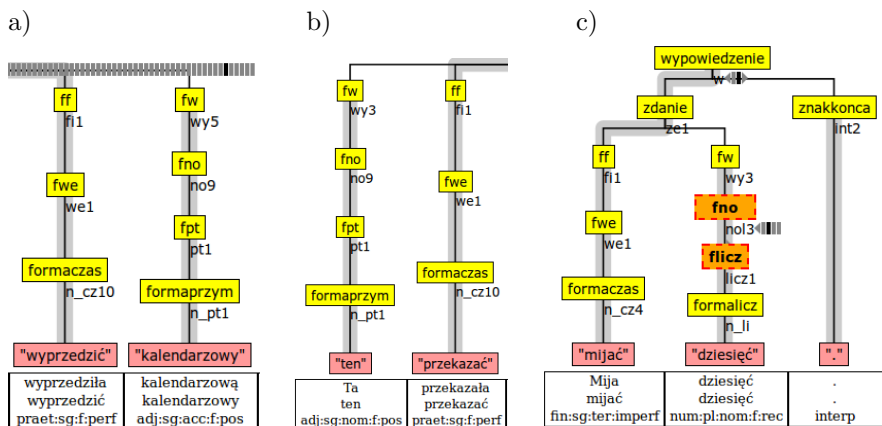 a)
ff
fw
fi1
wy5
fwe
fno
we1
no9
fpt
pt1
formaczas
formaprzym
n_cz10
n_pt1
"wyprzedzić"
"kalendarzowy"
wyprzedziła
kalendarzową
wyprzedzić
kalendarzowy
praet:sg:f:perf
adj:sg:acc:f:pos
b)
fw
ff
wy3
fi1
fno
fwe
no9
we1
fpt
pt1
formaczas
formaprzym
n_cz10
n_pt1
"ten"
"przekazać"
Ta
przekazała
ten
przekazać
adj:sg:nom:f:pos
praet:sg:f:perf
c)
wypowiedzenie
w
zdanie
znakkonca
ze1
int2
ff
fw
fi1
wy3
fwe
fno
we1
nol3
flicz
licz1
formaczas
formalicz
n_cz4
n_li
"mijać"
"dziesięć"
"."
Mija
dziesięć
.
mijać
dziesięć
.
fin:sg:ter:imperf
num:pl:nom:f:rec
interp